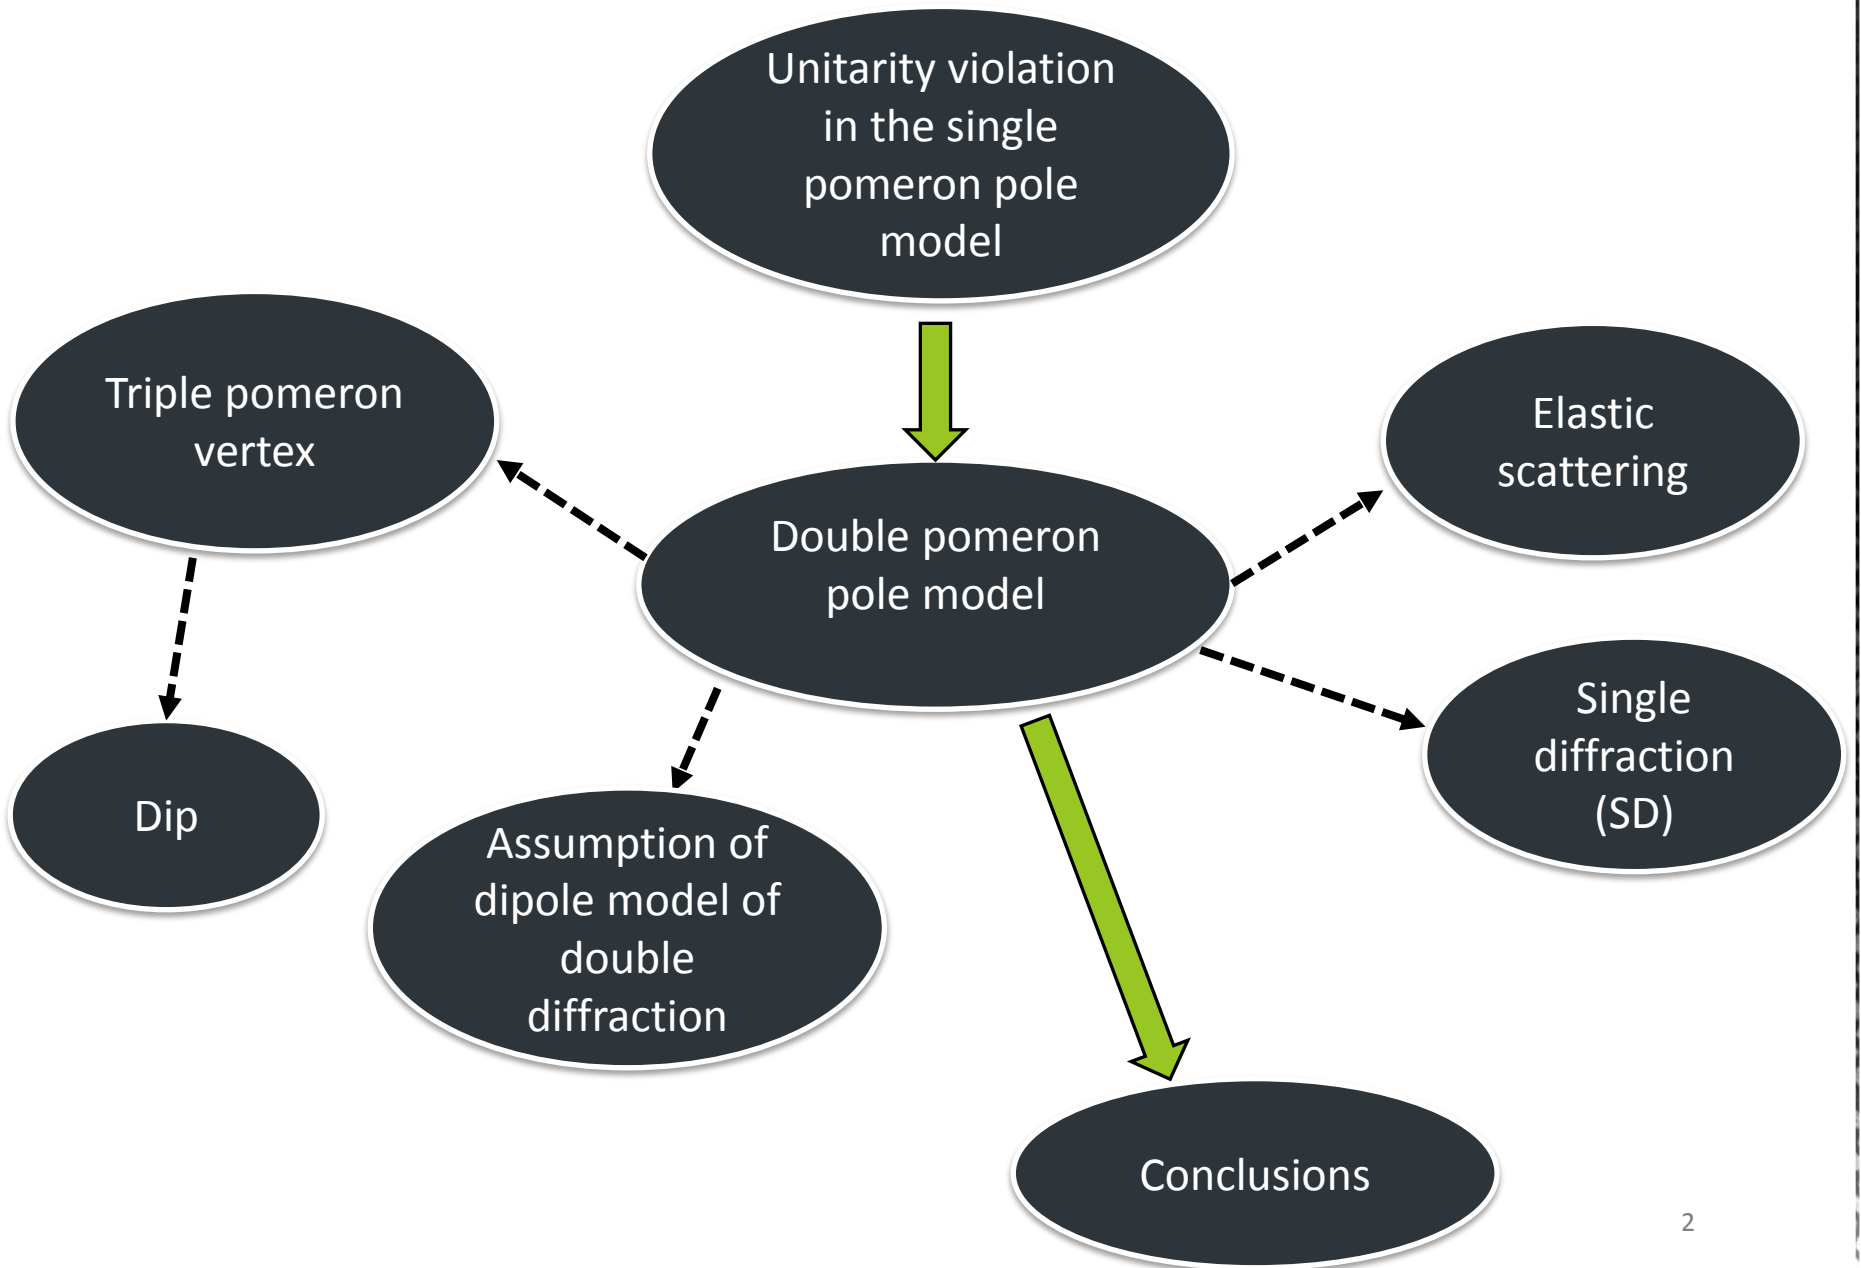 Unitarity violation
in the single
pomeron pole
model
Triple pomeron
vertex
Elastic
scattering
Double pomeron
pole model
Single
diffraction
(SD)
Dip
Assumption of
dipole model of
double
diffraction
Conclusions
2